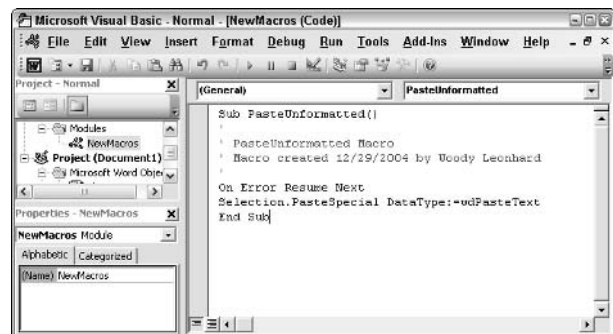 Microsoft Visual Basic - Normal - [NewMacros (Code)]
File Edit View Insert Format Debug Run Tools Add-Ins Window Help
Project - Normal
Modules
NewMacros
Project (Document1)
Microsoft Word Obje
Properties - NewMacros
NewMacros Module
Alphabetic Categorized
(Name) NewMacros
(General) PasteUnformatted
Sub PasteUnformatted()
'
' PasteUnformatted Macro
' Macro created 12/29/2004 by Woody Leonhard
'
On Error Resume Next
Selection.PasteSpecial DataType:=wdPasteText
End Sub